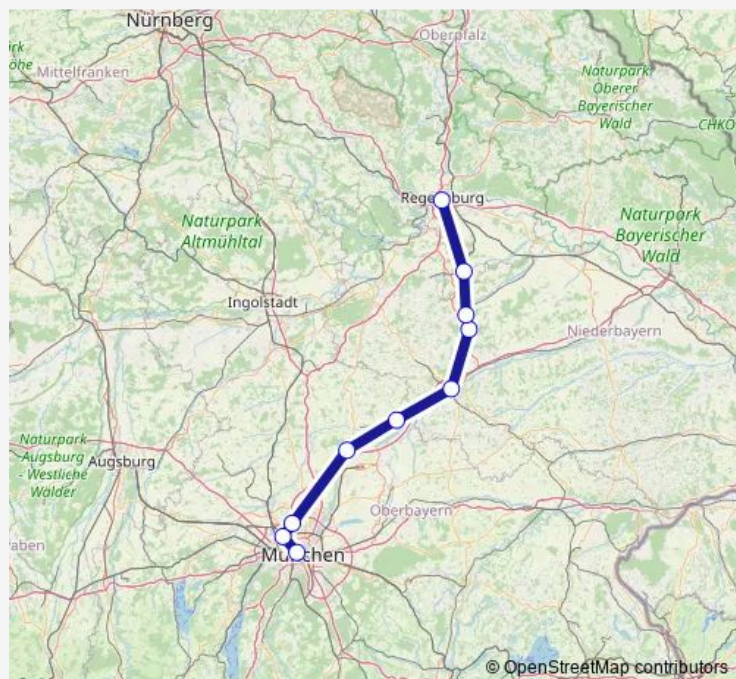 Nürnberg
Oberpfalz
Mittelfranken
Naturpark
Oberer
Bayerischer
Wald
CHKO
Naturpark
Altmühltal
Naturpark
Bayerischer
Wald
Ingolstadt
Niederbayern
Naturpark
Augsburg
- Westliche
Wälder
Augsburg
Oberbayern
© OpenStreetMap contributors